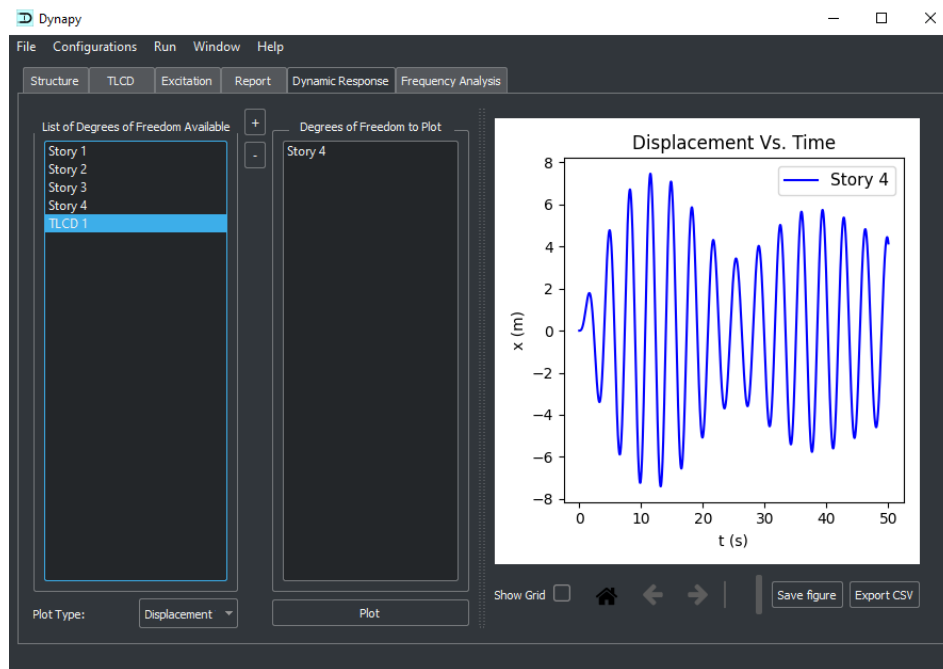 Dynapy
File Configurations Run Window Help
Structure TLCD Excitation Report Dynamic Response Frequency Analysis
List of Degrees of Freedom Available
Story 1
Story 2
Story 3
Story 4
TLCD 1
+
-
Degrees of Freedom to Plot
Story 4
Plot Type: Displacement
Plot
Displacement Vs. Time
Story 4
x (m)
8
6
4
2
0
−2
−4
−6
−8
0 10 20 30 40 50
t (s)
Show Grid
Save figure Export CSV